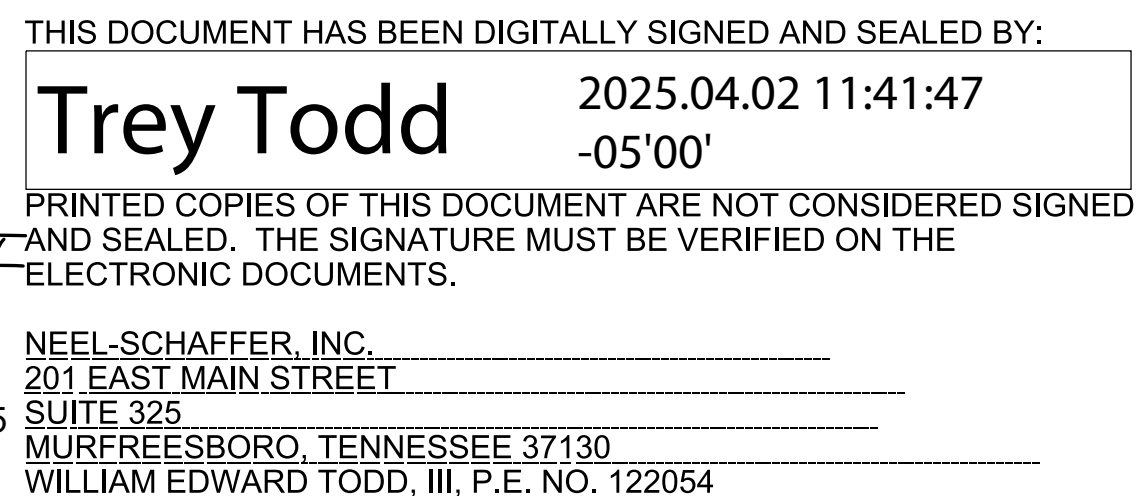 THIS DOCUMENT HAS BEEN DIGITALLY SIGNED AND SEALED BY:
Trey Todd 2025.04.02 11:41:47
-05'00'
PRINTED COPIES OF THIS DOCUMENT ARE NOT CONSIDERED SIGNED
AND SEALED. THE SIGNATURE MUST BE VERIFIED ON THE
ELECTRONIC DOCUMENTS.
NEEL-SCHAFFER, INC.
201 EAST MAIN STREET
5 SUITE 325
MURFREESBORO, TENNESSEE 37130
WILLIAM EDWARD TODD, III, P.E. NO. 122054